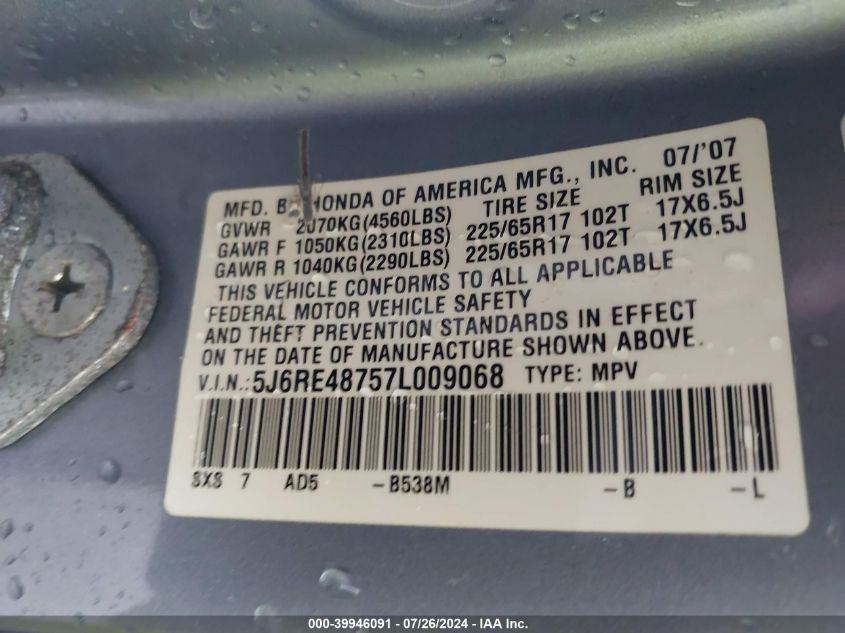 MFD. BY HONDA OF AMERICA MFG., INC. 07/'07
GVWR 2070KG(4560LBS) TIRE SIZE RIM SIZE
GAWR F 1050KG(2310LBS) 225/65R17 102T 17X6.5J
GAWR R 1040KG(2290LBS) 225/65R17 102T 17X6.5J
THIS VEHICLE CONFORMS TO ALL APPLICABLE
FEDERAL MOTOR VEHICLE SAFETY
AND THEFT PREVENTION STANDARDS IN EFFECT
ON THE DATE OF MANUFACTURE SHOWN ABOVE.
V.I.N.: 5J6RE48757L009068 TYPE: MPV
SXS 7 AD5 -B538M -B -L
000-39946091 - 07/26/2024 - IAA Inc.